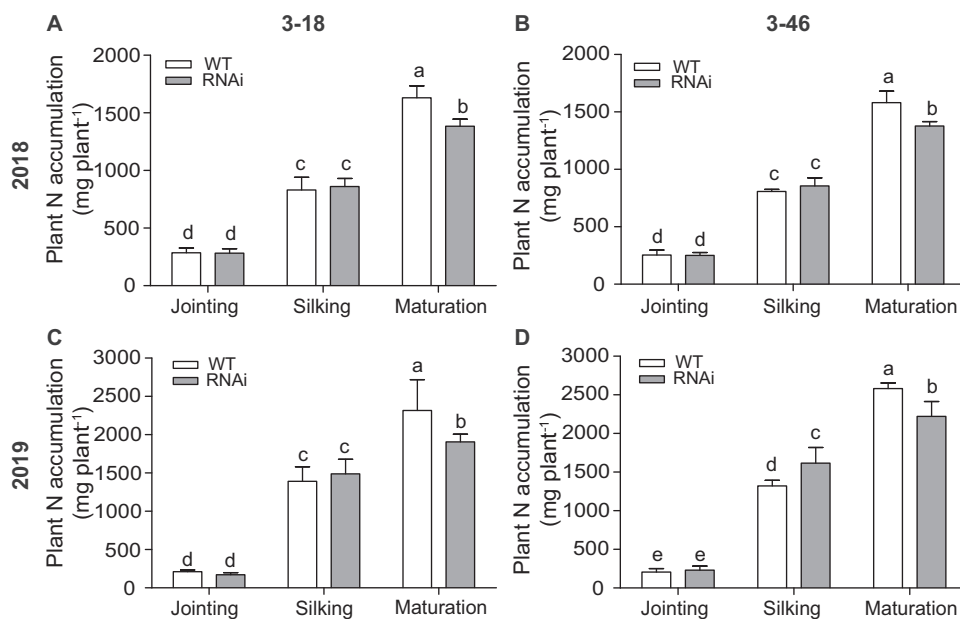 3-18
3-46
2018
2019
A
Plant N accumulation
(mg plant-1)
2000
1500
1000
500
0
WT
RNAi
d
d
c
c
a
b
Jointing
Silking
Maturation
B
Plant N accumulation
(mg plant-1)
2000
1500
1000
500
0
WT
RNAi
d
d
c
c
a
b
Jointing
Silking
Maturation
C
Plant N accumulation
(mg plant-1)
3000
2500
2000
1500
1000
500
0
WT
RNAi
d
d
c
c
a
b
Jointing
Silking
Maturation
D
Plant N accumulation
(mg plant-1)
3000
2500
2000
1500
1000
500
0
WT
RNAi
e
e
d
c
a
b
Jointing
Silking
Maturation